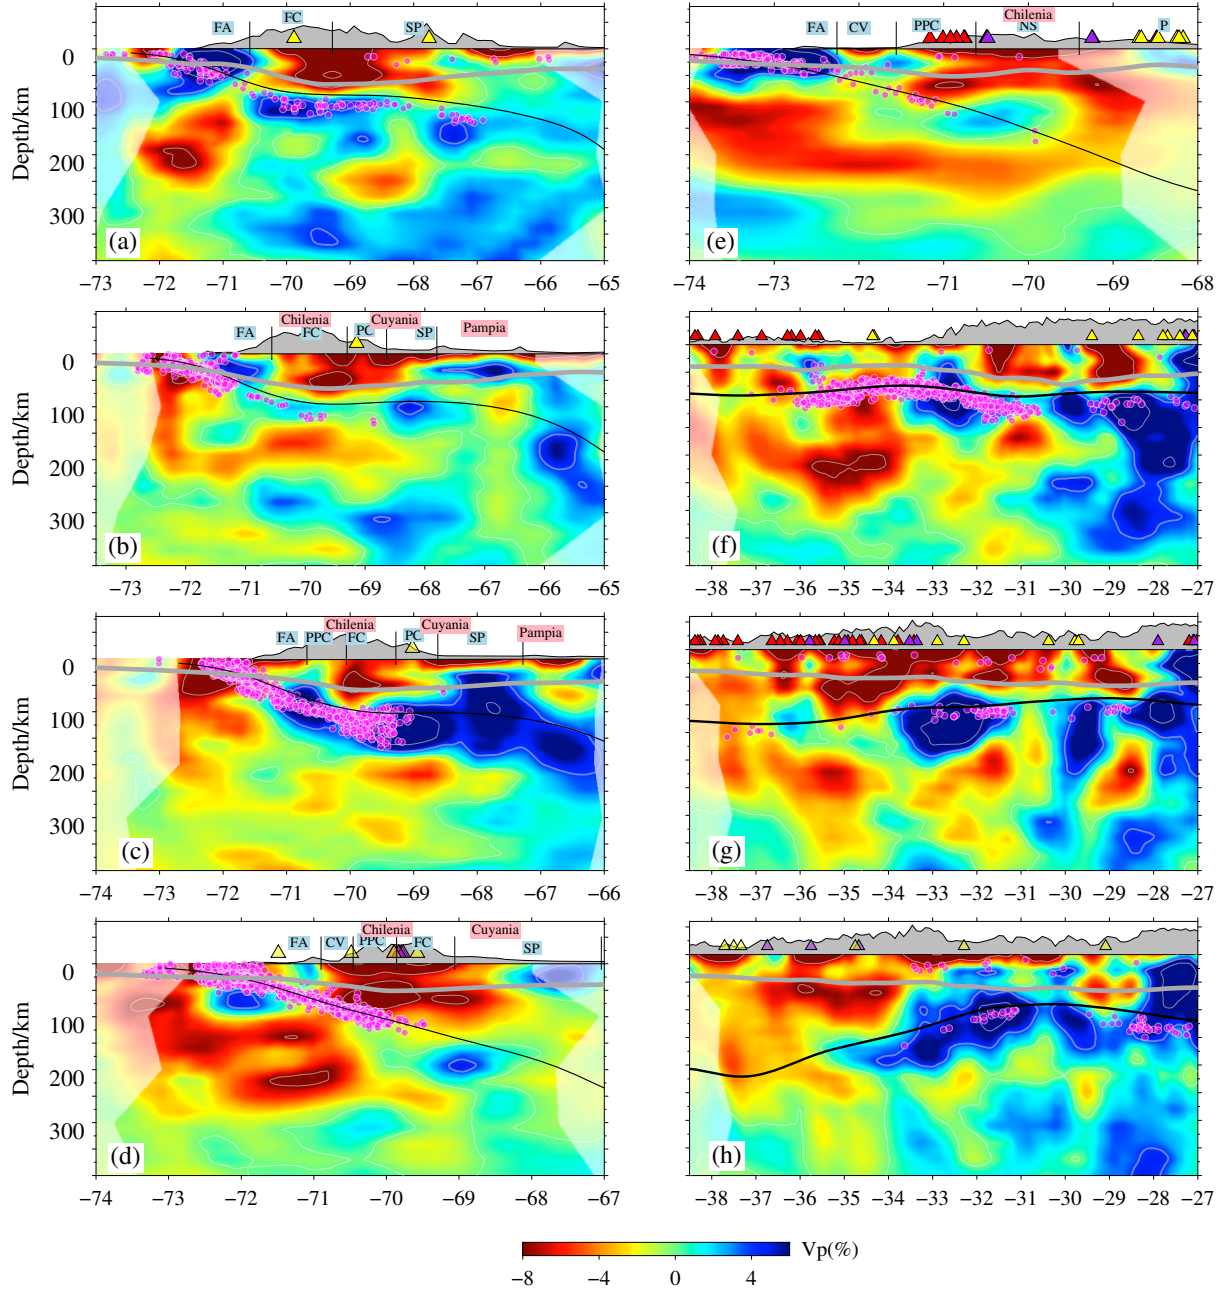 FA FC SP
0
100
200
300
Depth/km
(a)
−73 −72 −71 −70 −69 −68 −67 −66 −65
Chilenia Cuyania Pampia
FA FC PC SP
0
100
200
300
Depth/km
(b)
−73 −72 −71 −70 −69 −68 −67 −66 −65
Chilenia Cuyania Pampia
FA PPC FC PC SP
0
100
200
300
Depth/km
(c)
−74 −73 −72 −71 −70 −69 −68 −67 −66
Chilenia Cuyania
FA CV PPC FC SP
0
100
200
300
Depth/km
(d)
−74 −73 −72 −71 −70 −69 −68 −67
Chilenia
FA CV PPC NS P
(e)
−74 −73 −72 −71 −70 −69 −68
(f)
−38 −37 −36 −35 −34 −33 −32 −31 −30 −29 −28 −27
(g)
−38 −37 −36 −35 −34 −33 −32 −31 −30 −29 −28 −27
(h)
−38 −37 −36 −35 −34 −33 −32 −31 −30 −29 −28 −27
Vp(%)
−8 −4 0 4